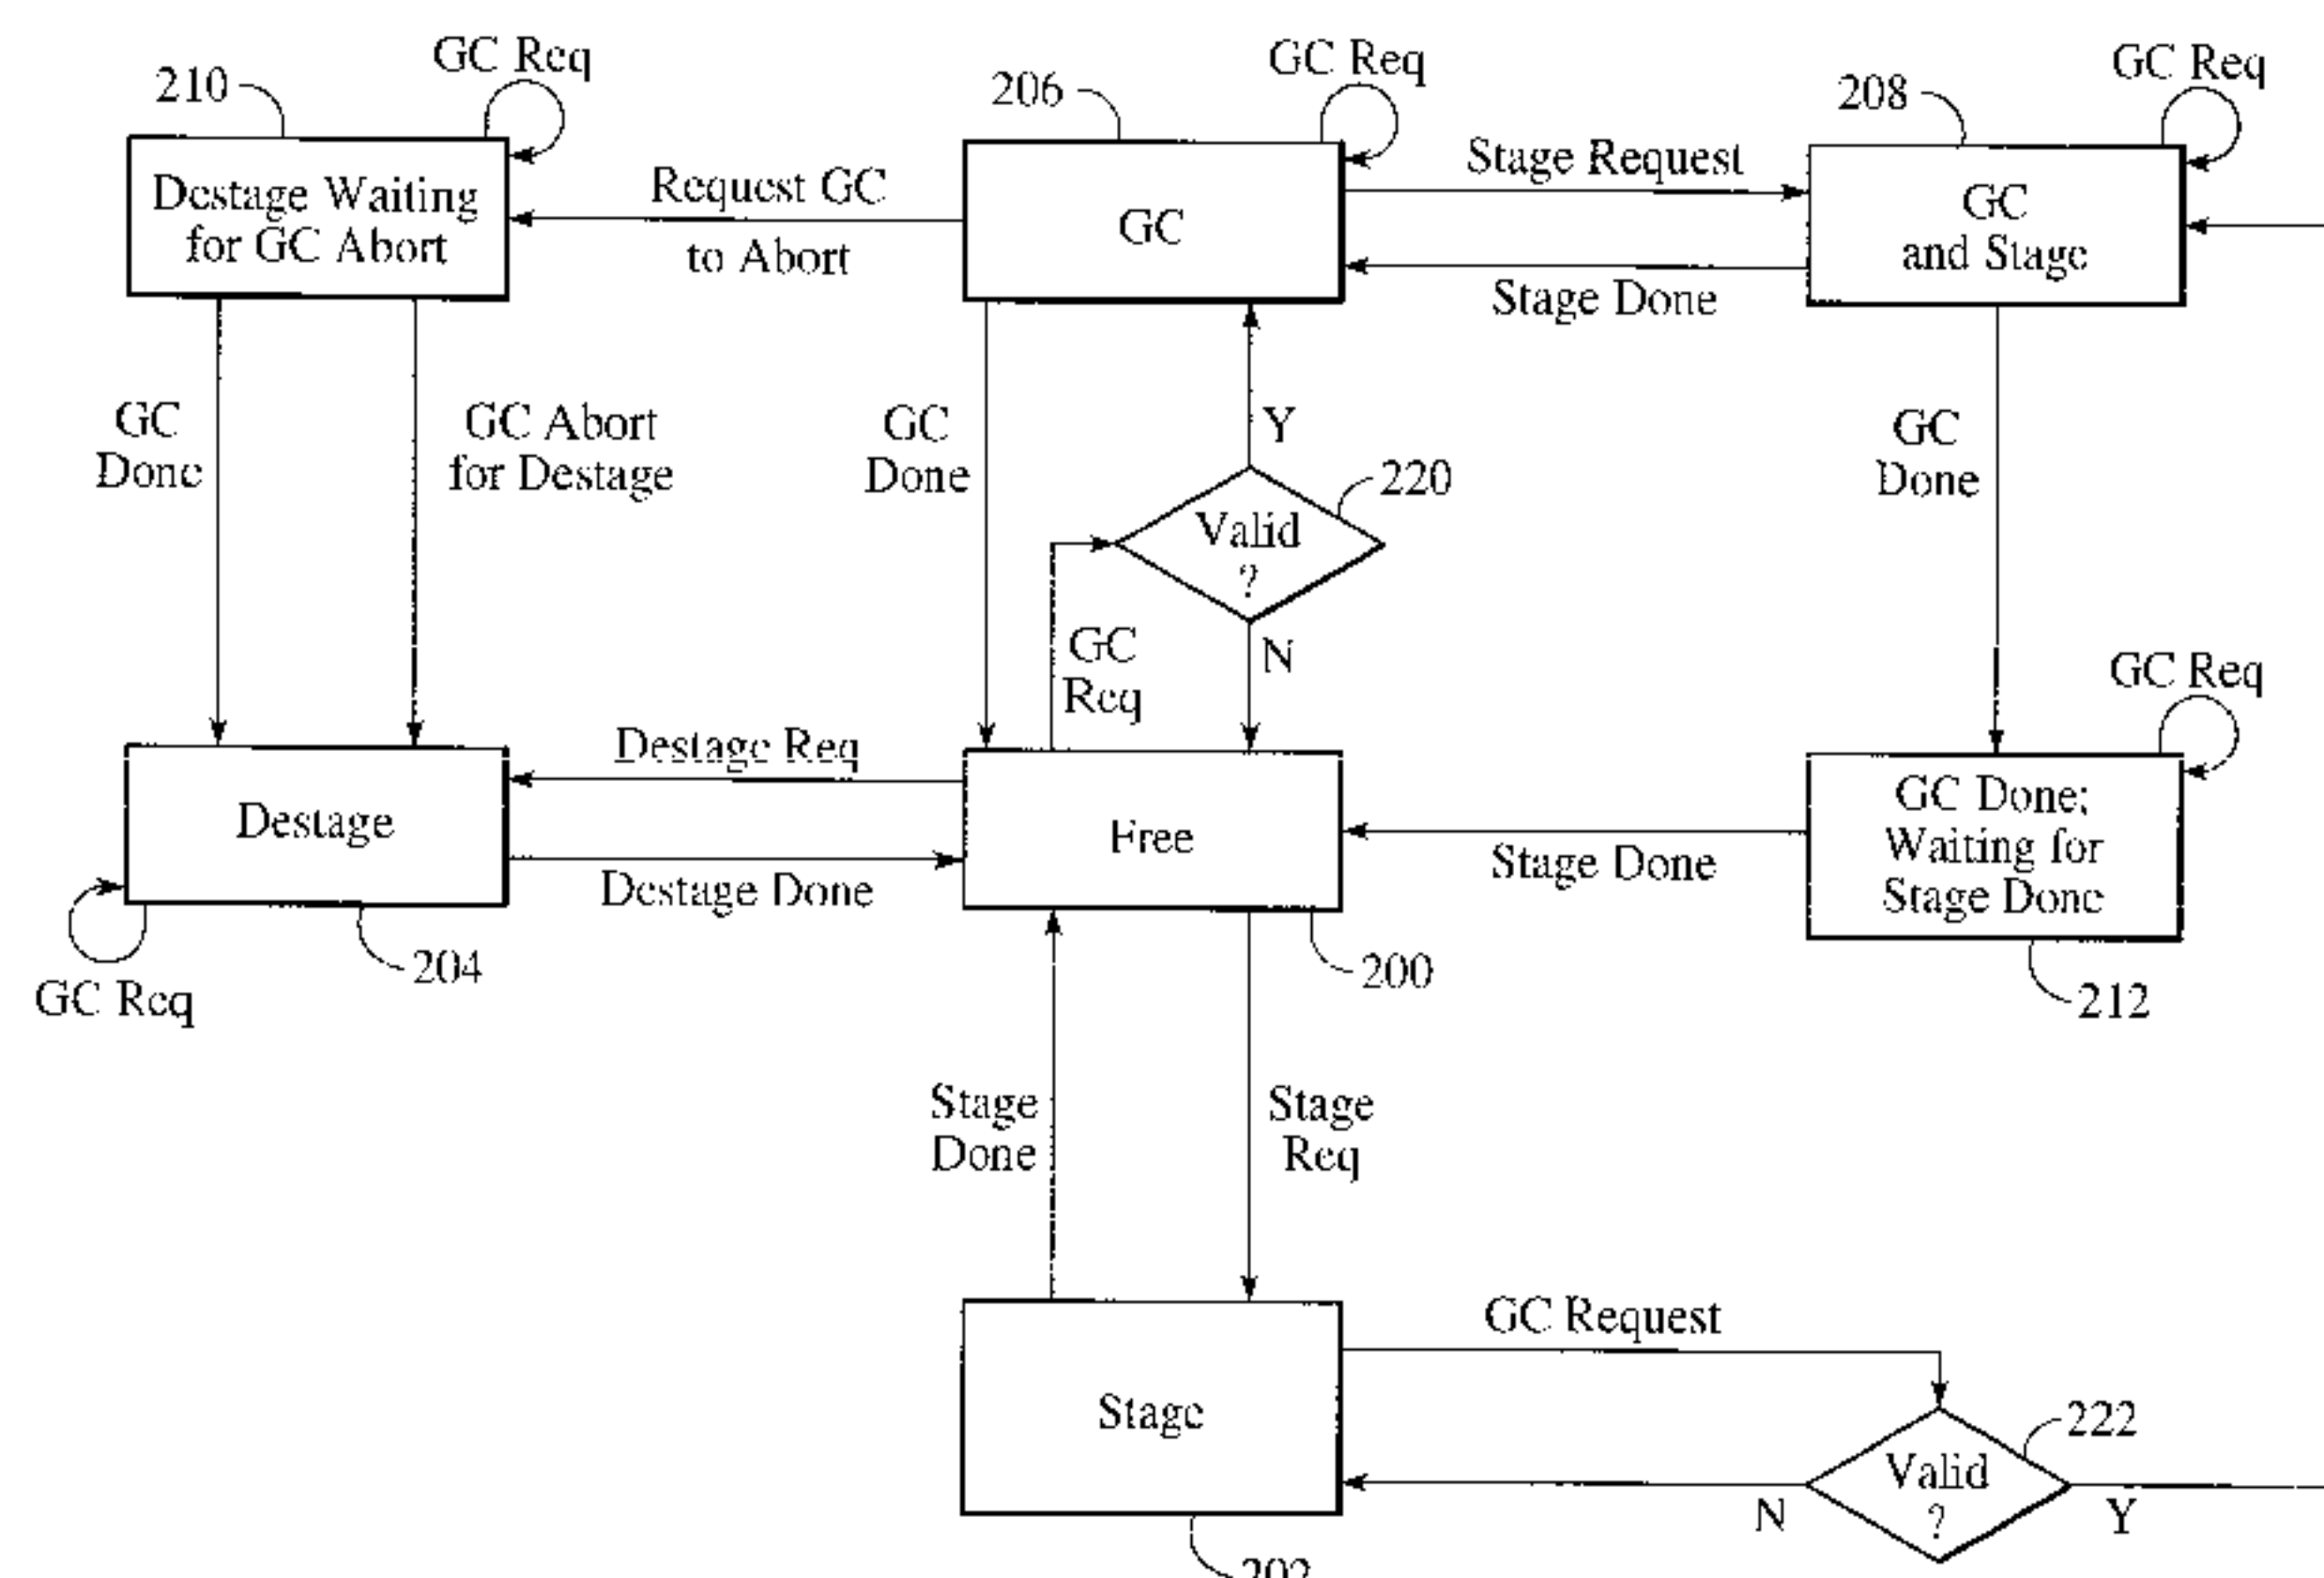 GC Req
GC Req
GC Req
210
206
208
Destage Waiting
for GC Abort
Request GC
to Abort
GC
Stage Request
Stage Done
GC
and Stage
GC
Done
GC Abort
for Destage
GC
Done
Y
220
Valid
?
GC
Req
N
GC
Done
GC Req
Destage Req
Destage
Destage Done
Free
Stage Done
GC Done;
Waiting for
Stage Done
GC Req
204
200
212
Stage
Done
Stage
Req
GC Request
Stage
222
Valid
?
N
Y
202